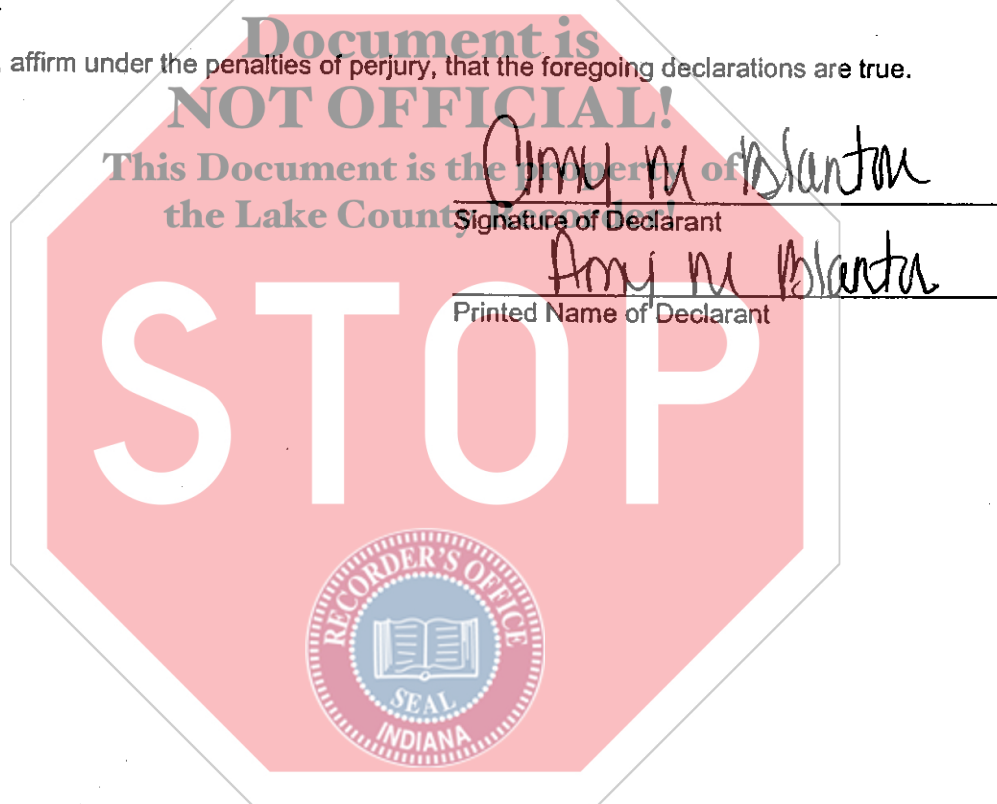 Document is
affirm under the penalties of perjury, that the foregoing declarations are true.
NOT OFFICIAL!
This Document is the property of
the Lake County Recorder!
Amy M Blanton
Signature of Declarant
Amy M Blanton
Printed Name of Declarant
STOP
RECORDER'S OFFICE
SEAL
INDIANA